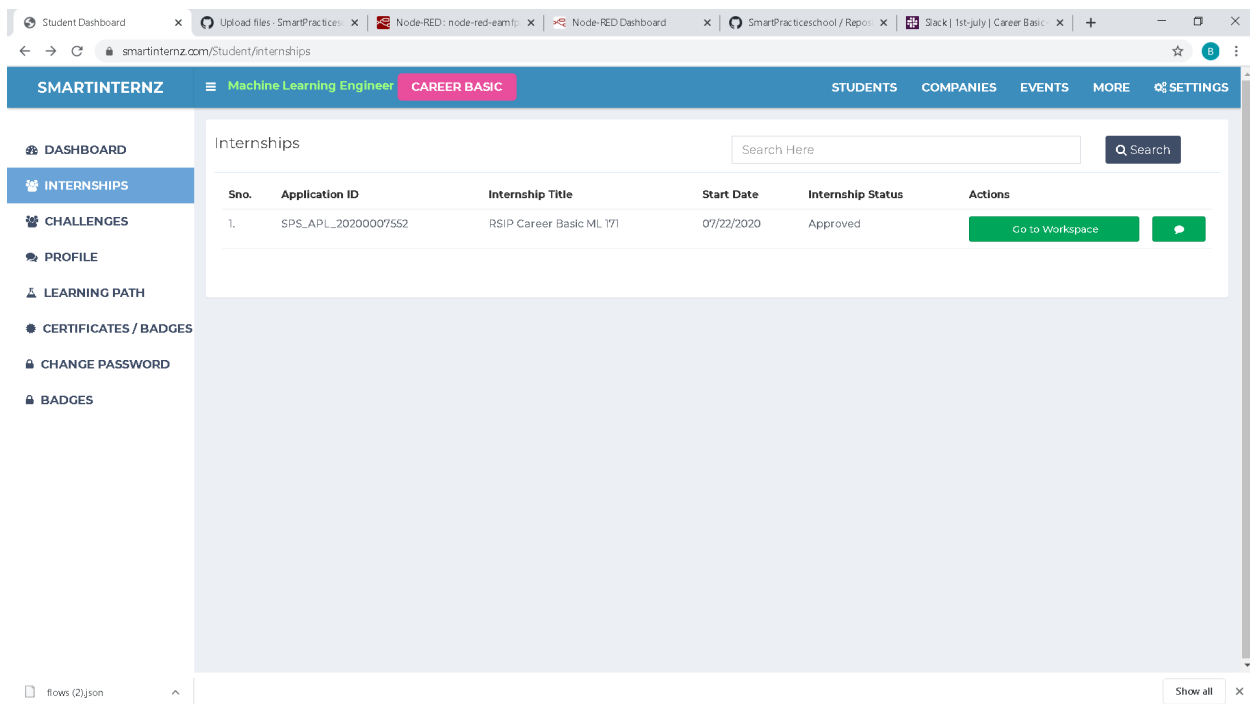 Student Dashboard
Upload files · SmartPractices
Node-RED : node-red-eamfp
Node-RED Dashboard
SmartPracticeschool / Repos
Slack | 1st-july | Career Basic
smartinternz.com/Student/internships
B
SMARTINTERNZ
Machine Learning Engineer CAREER BASIC
STUDENTS COMPANIES EVENTS MORE SETTINGS
DASHBOARD
INTERNSHIPS
CHALLENGES
PROFILE
LEARNING PATH
CERTIFICATES / BADGES
CHANGE PASSWORD
BADGES
Internships
Search Here
Search
Sno. Application ID Internship Title Start Date Internship Status Actions
1. SPS_APL_20200007552 RSIP Career Basic ML 171 07/22/2020 Approved Go to Workspace
flows (2).json
Show all